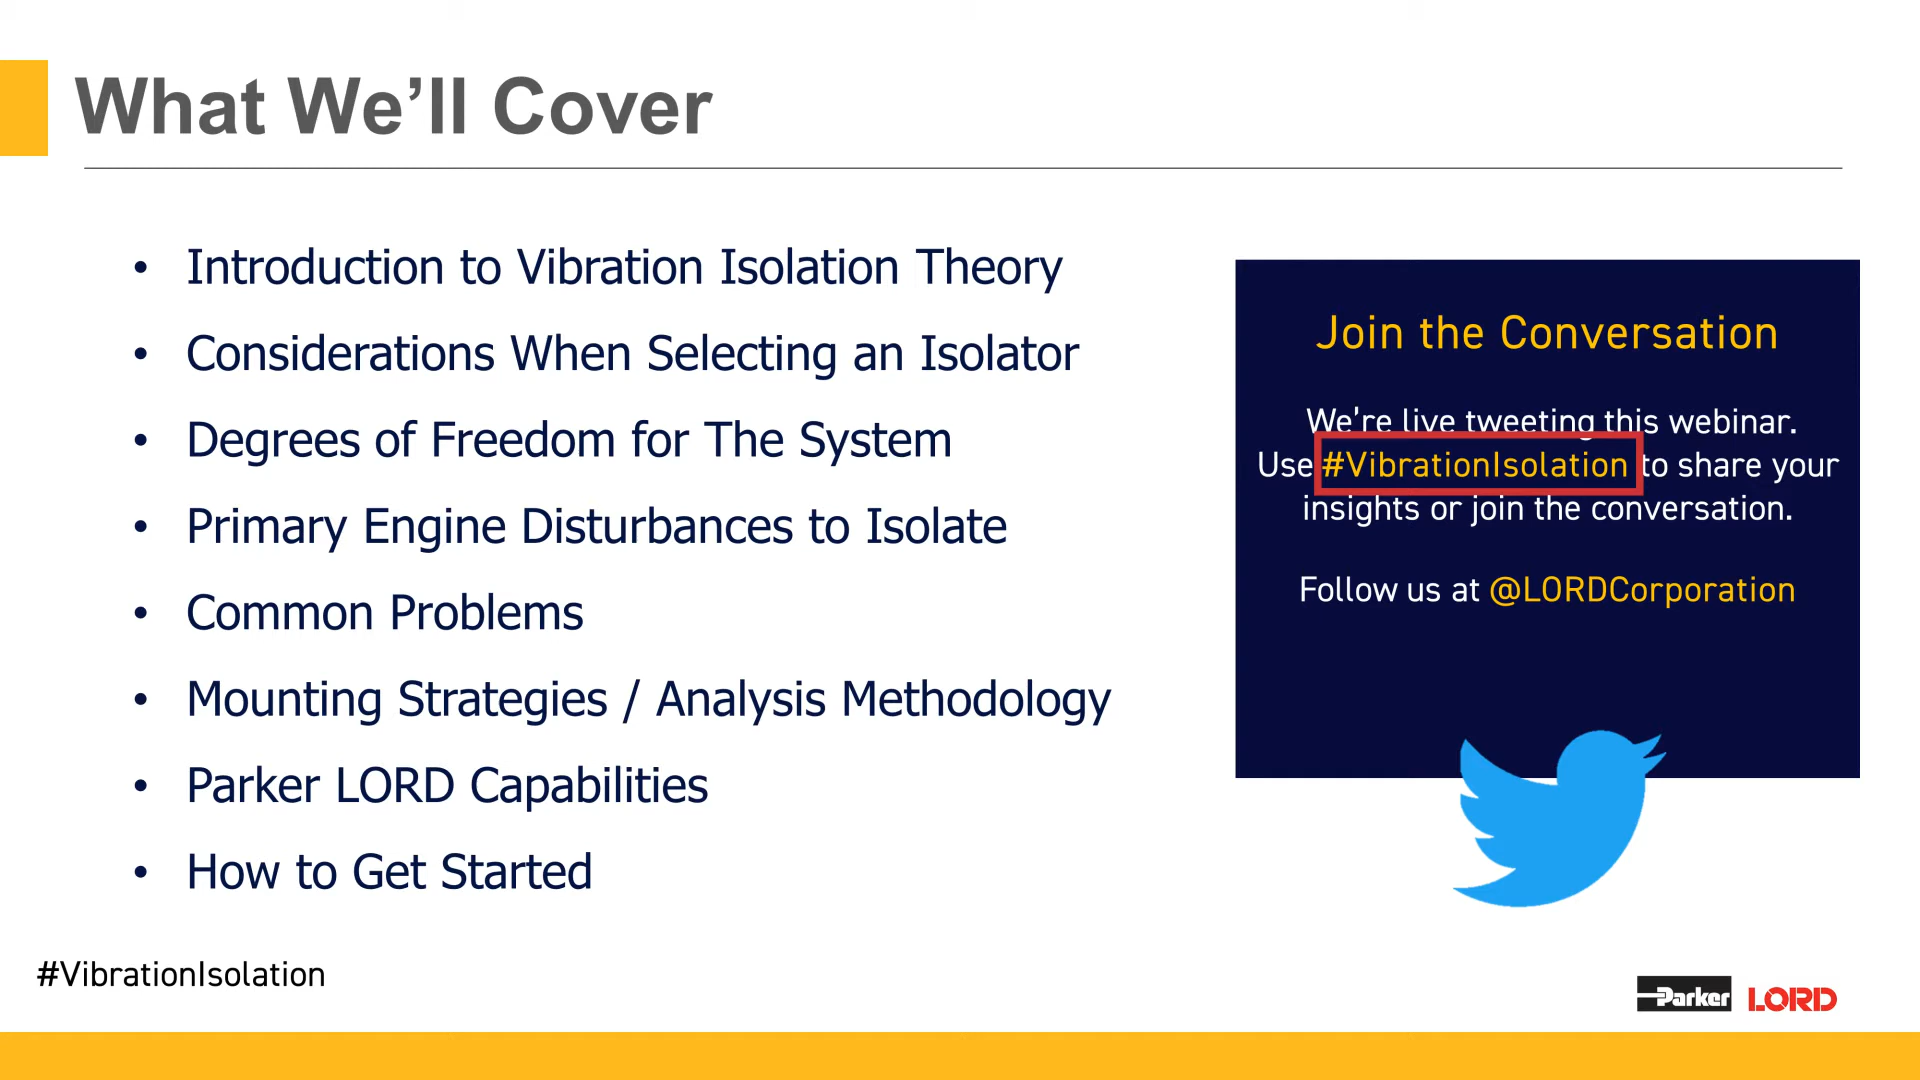 What We’ll Cover
• Introduction to Vibration Isolation Theory
• Considerations When Selecting an Isolator
• Degrees of Freedom for The System
• Primary Engine Disturbances to Isolate
• Common Problems
• Mounting Strategies / Analysis Methodology
• Parker LORD Capabilities
• How to Get Started
Join the Conversation
We're live tweeting this webinar.
Use #VibrationIsolation to share your
insights or join the conversation.
Follow us at @LORDCorporation
#VibrationIsolation
Parker LORD